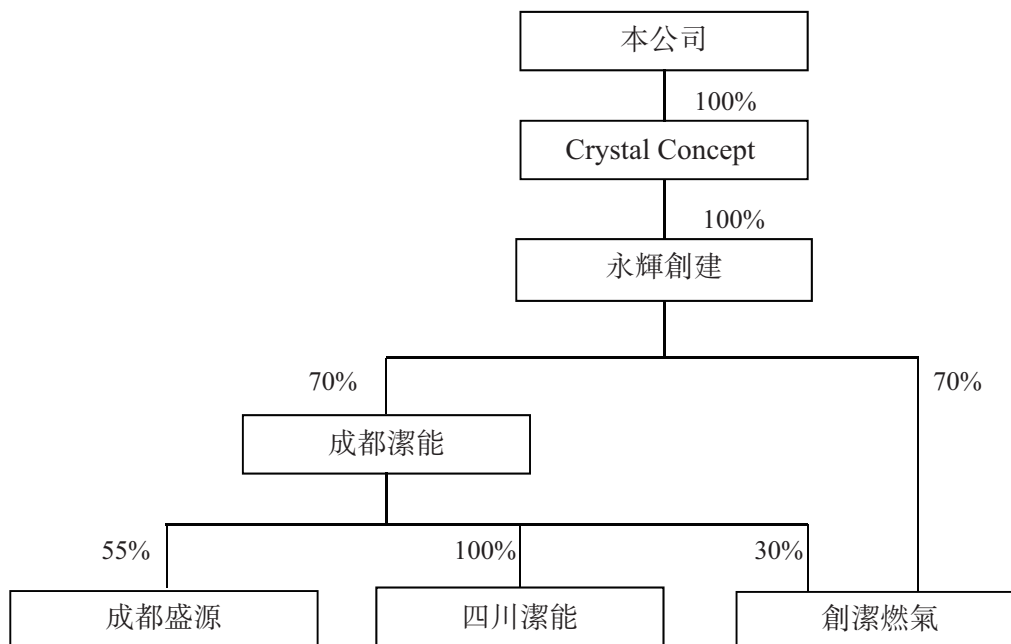 本公司
100%
Crystal Concept
100%
永輝創建
70%
70%
成都潔能
55%
100%
30%
成都盛源
四川潔能
創潔燃氣